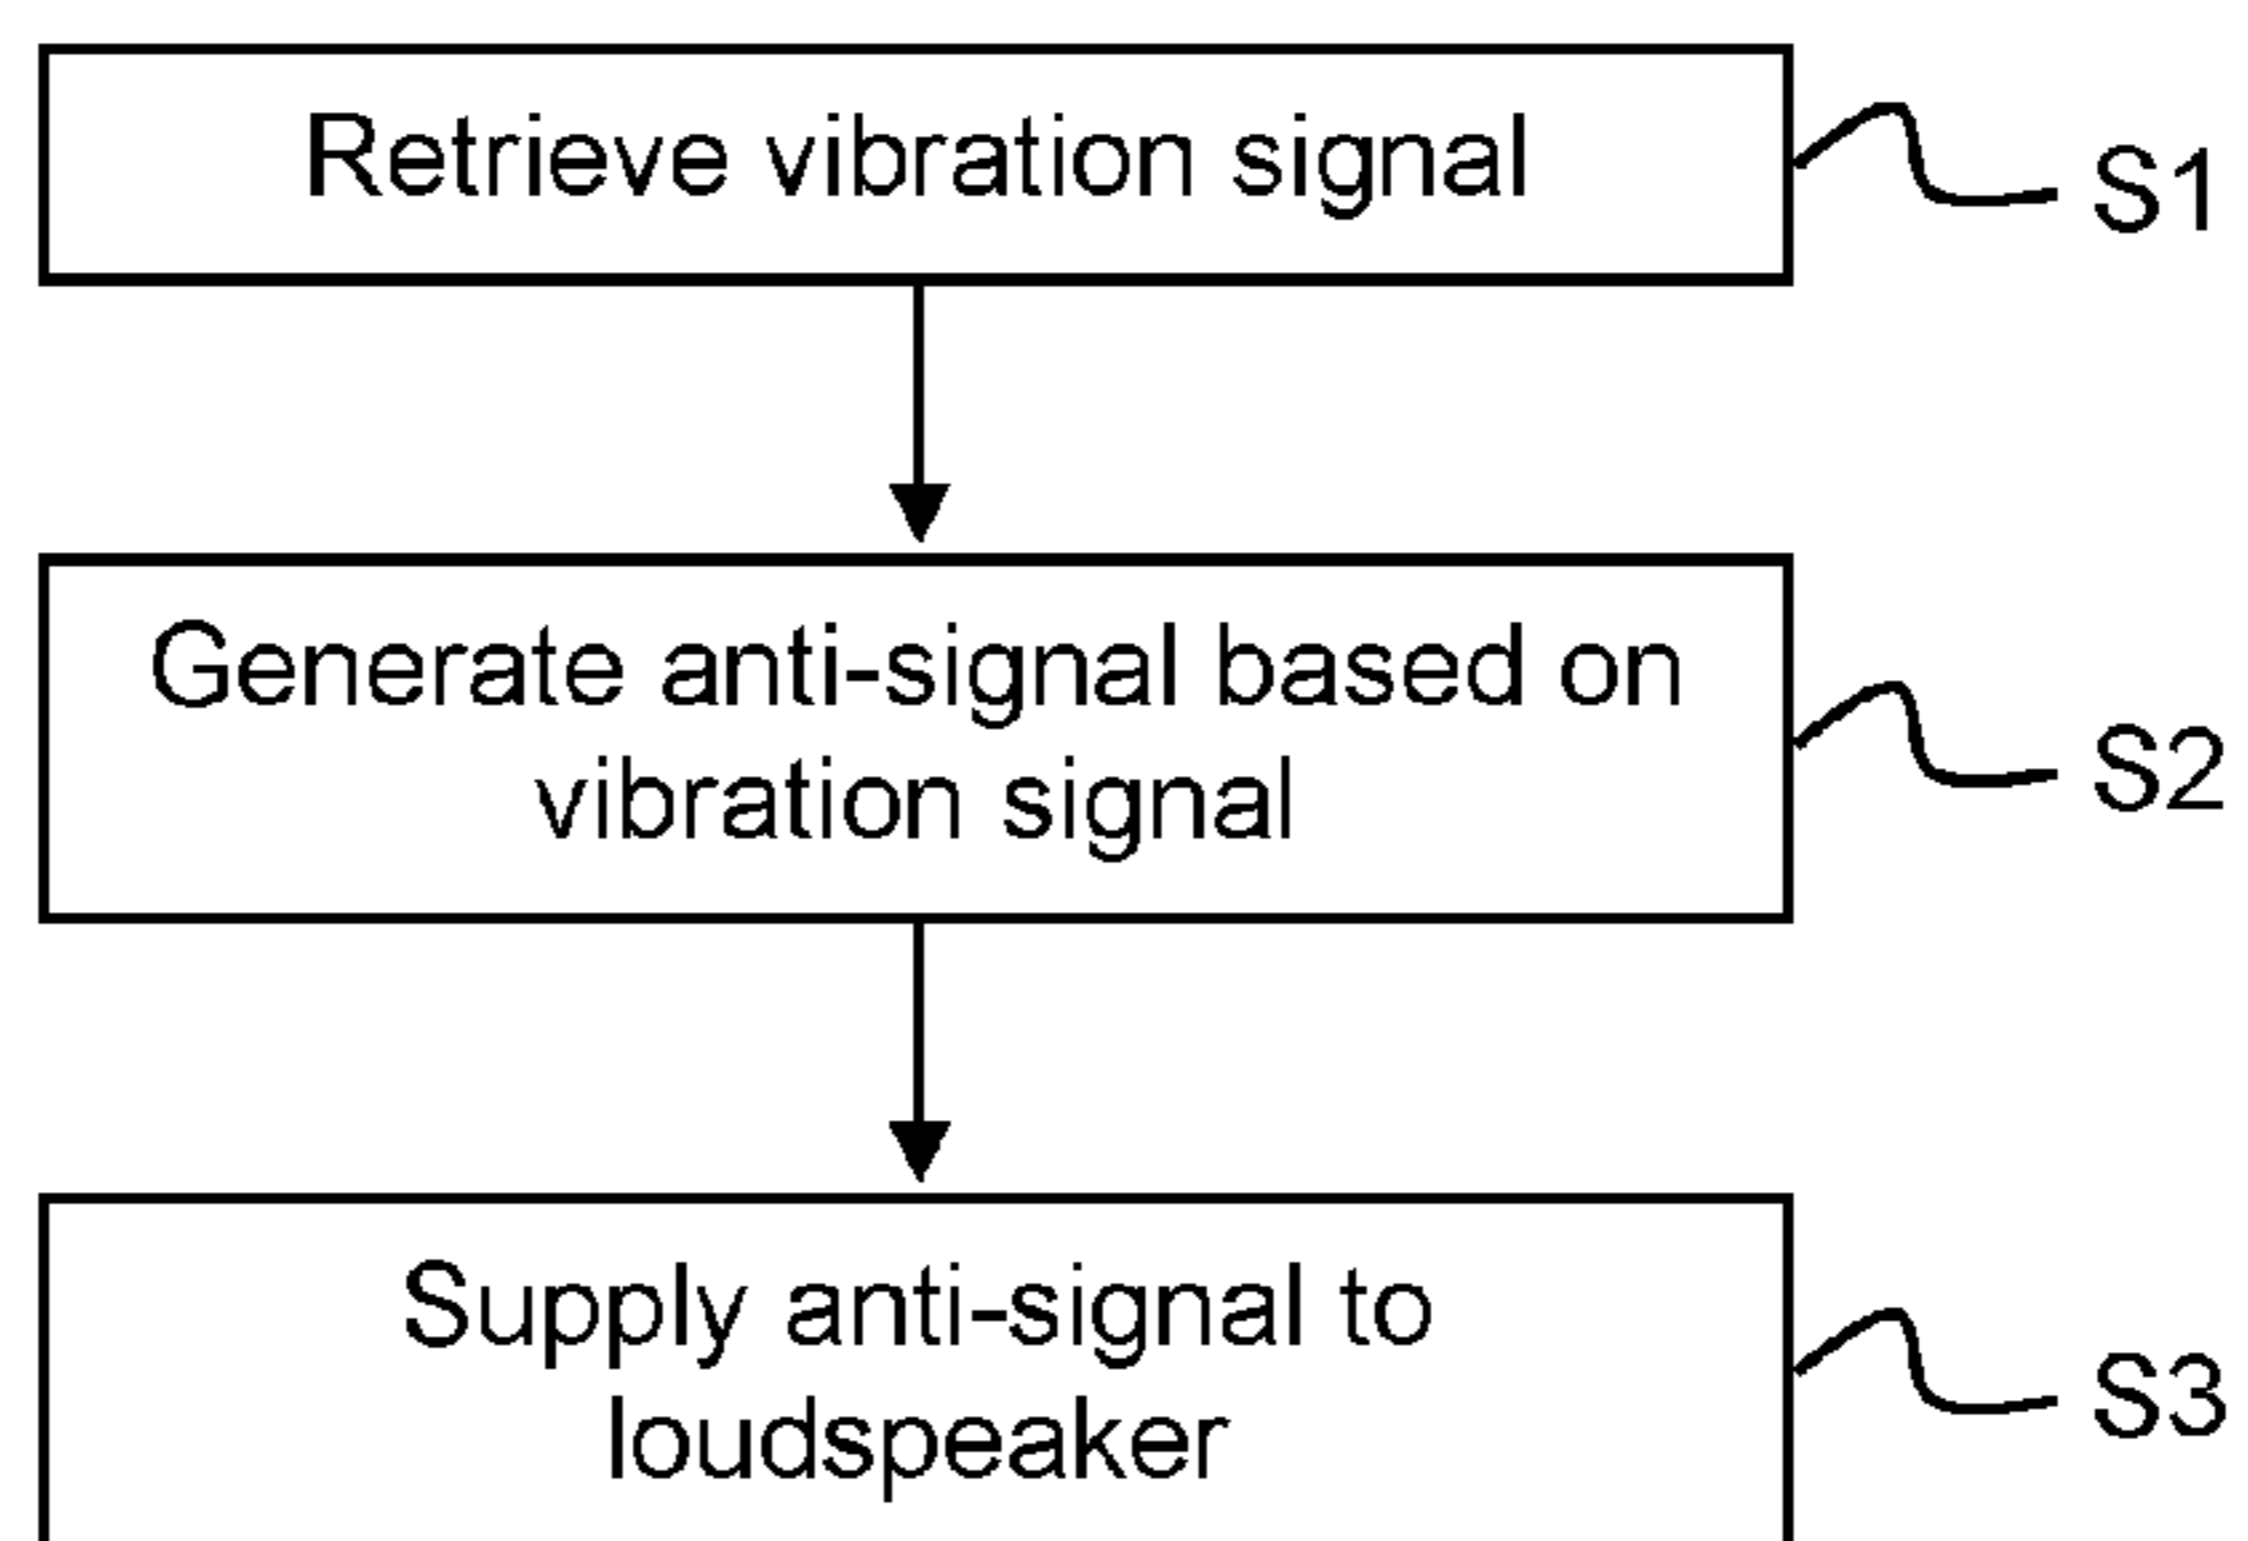 Retrieve vibration signal
S1
Generate anti-signal based on
vibration signal
S2
Supply anti-signal to
loudspeaker
S3